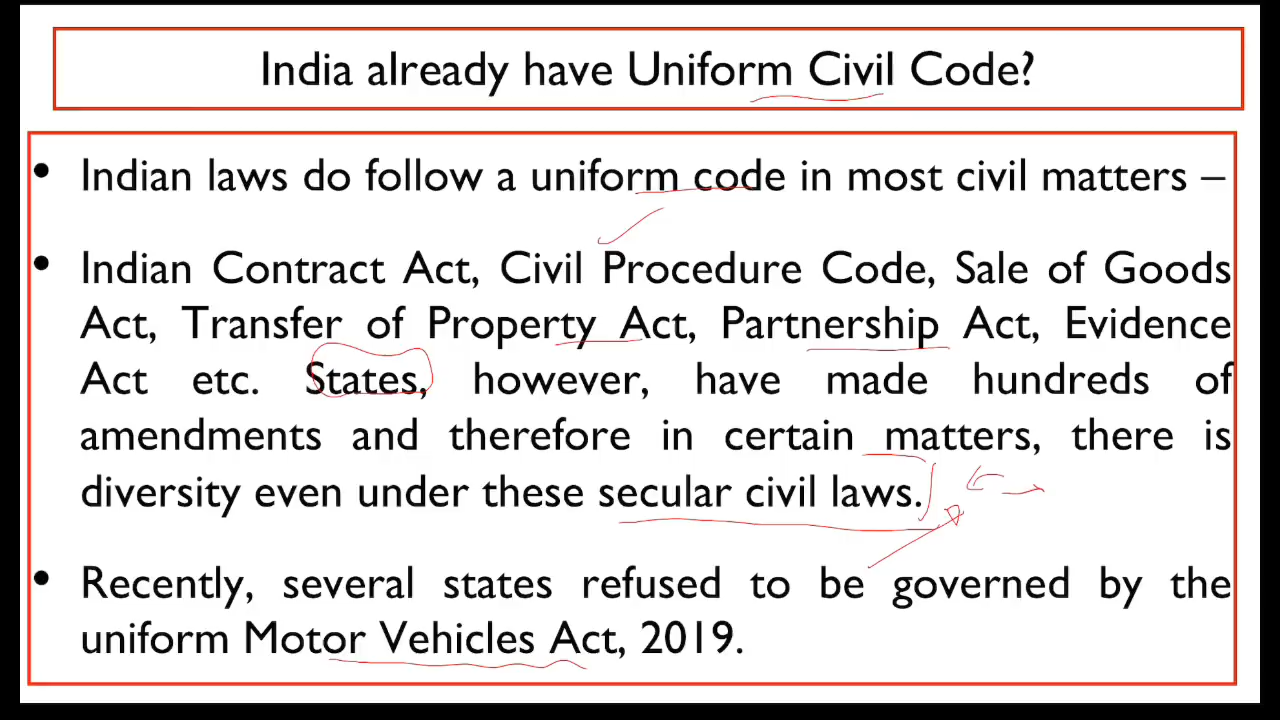 India already have Uniform Civil Code?
• Indian laws do follow a uniform code in most civil matters –
• Indian Contract Act, Civil Procedure Code, Sale of Goods
Act, Transfer of Property Act, Partnership Act, Evidence
Act etc. States, however, have made hundreds of
amendments and therefore in certain matters, there is
diversity even under these secular civil laws.
• Recently, several states refused to be governed by the
uniform Motor Vehicles Act, 2019.